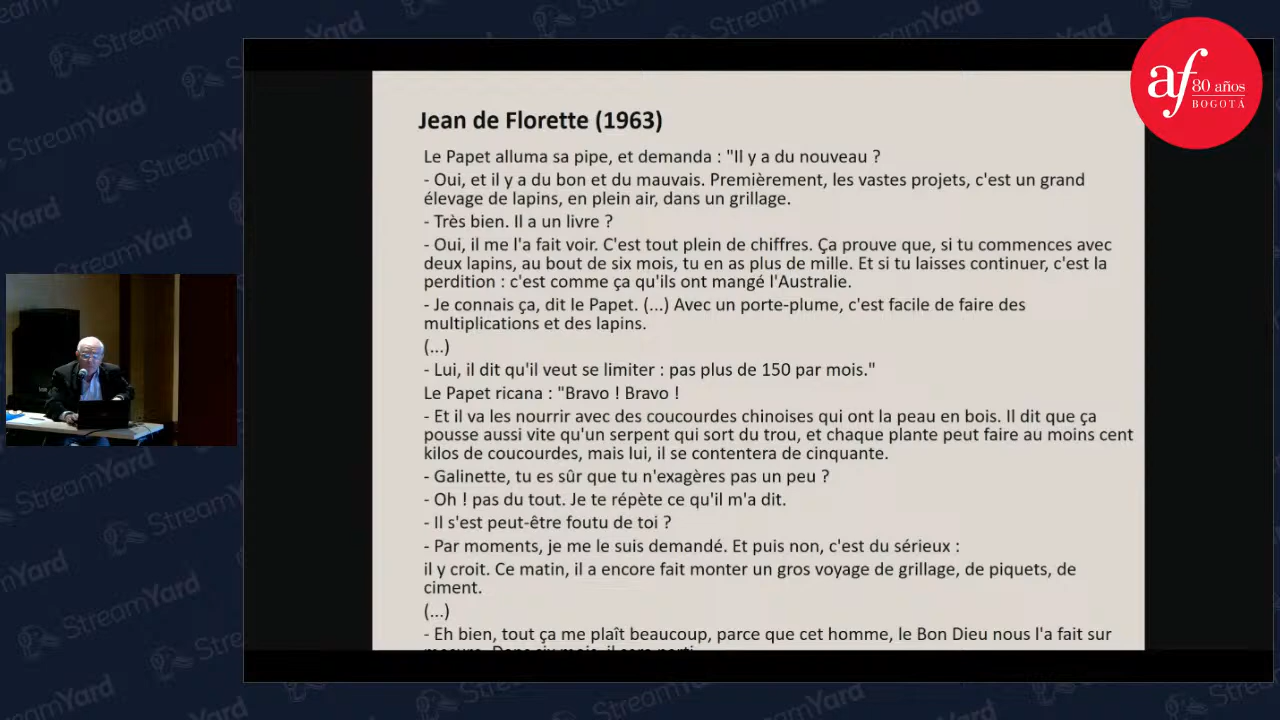 Jean de Florette (1963)
Le Papet alluma sa pipe, et demanda : "Il y a du nouveau ?
- Oui, et il y a du bon et du mauvais. Premièrement, les vastes projets, c'est un grand
élevage de lapins, en plein air, dans un grillage.
- Très bien. Il a un livre ?
- Oui, il me l'a fait voir. C'est tout plein de chiffres. Ça prouve que, si tu commences avec
deux lapins, au bout de six mois, tu en as plus de mille. Et si tu laisses continuer, c'est la
perdition : c'est comme ça qu'ils ont mangé l'Australie.
- Je connais ça, dit le Papet. (...) Avec un porte-plume, c'est facile de faire des
multiplications et des lapins.
(...)
- Lui, il dit qu'il veut se limiter : pas plus de 150 par mois."
Le Papet ricana : "Bravo ! Bravo !
- Et il va les nourrir avec des coucourdes chinoises qui ont la peau en bois. Il dit que ça
pousse aussi vite qu'un serpent qui sort du trou, et chaque plante peut faire au moins cent
kilos de coucourdes, mais lui, il se contentera de cinquante.
- Galinette, tu es sûr que tu n'exagères pas un peu ?
- Oh ! pas du tout. Je te répète ce qu'il m'a dit.
- Il s'est peut-être foutu de toi ?
- Par moments, je me le suis demandé. Et puis non, c'est du sérieux :
il y croit. Ce matin, il a encore fait monter un gros voyage de grillage, de piquets, de
ciment.
(...)
- Eh bien, tout ça me plaît beaucoup, parce que cet homme, le Bon Dieu nous l'a fait sur
mesure. Dans six mois, il sera parti
af 80 años
BOGOTÁ
StreamYard
StreamYard
StreamYard
StreamYard
StreamYard